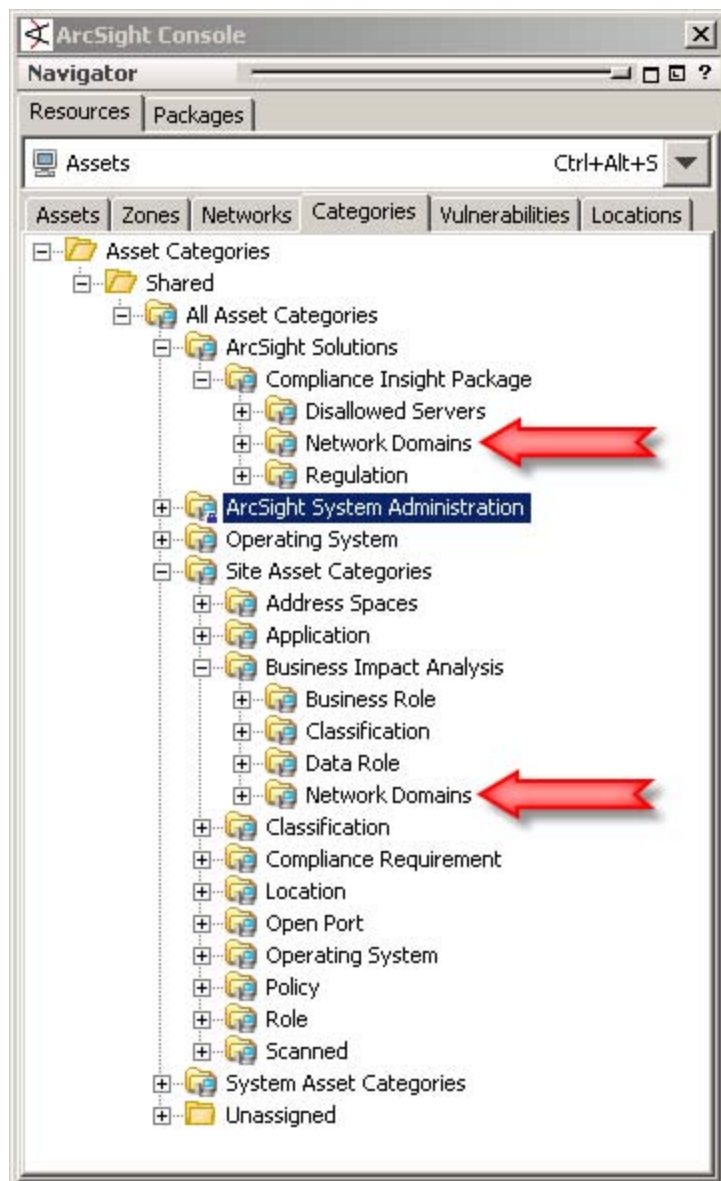 ArcSight Console
Navigator ?
Resources Packages
Assets Ctrl+Alt+S
Assets Zones Networks Categories Vulnerabilities Locations
Asset Categories
Shared
All Asset Categories
ArcSight Solutions
Compliance Insight Package
Disallowed Servers
Network Domains
Regulation
ArcSight System Administration
Operating System
Site Asset Categories
Address Spaces
Application
Business Impact Analysis
Business Role
Classification
Data Role
Network Domains
Classification
Compliance Requirement
Location
Open Port
Operating System
Policy
Role
Scanned
System Asset Categories
Unassigned